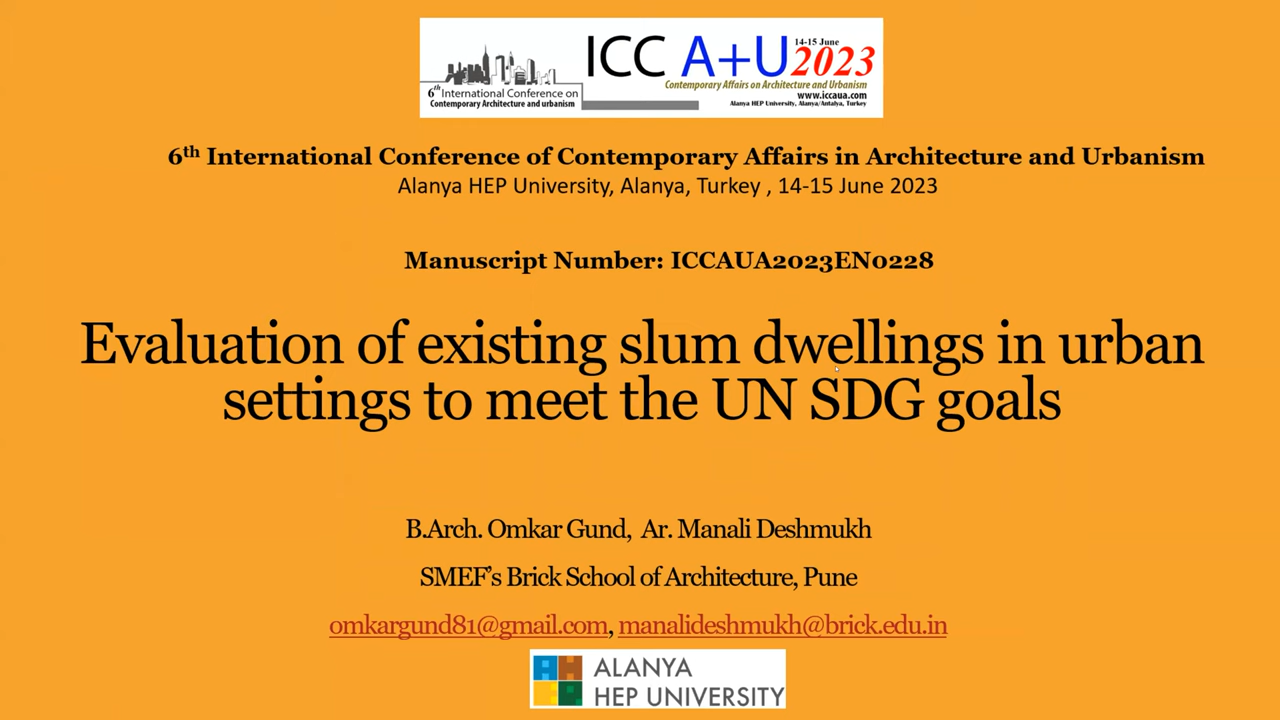 ICC A+U 2023
14-15 June
Contemporary Affairs on Architecture and Urbanism
6th International Conference on
Contemporary Architecture and urbanism
www.iccaua.com
Alanya HEP University, Alanya/Antalya, Turkey
6th International Conference of Contemporary Affairs in Architecture and Urbanism
Alanya HEP University, Alanya, Turkey , 14-15 June 2023
Manuscript Number: ICCAUA2023EN0228
Evaluation of existing slum dwellings in urban
settings to meet the UN SDG goals
B.Arch. Omkar Gund, Ar. Manali Deshmukh
SMEF’s Brick School of Architecture, Pune
omkargund81@gmail.com, manalideshmukh@brick.edu.in
ALANYA
HEP UNIVERSITY